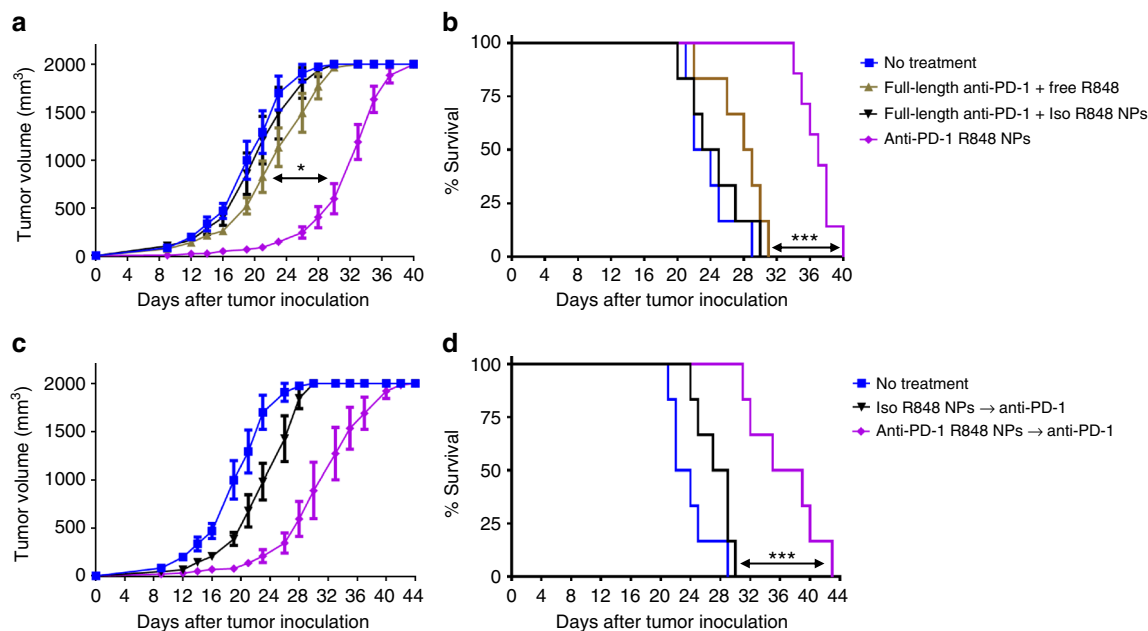 a
Tumor volume (mm³)
2000
1500
1000
500
0
*
0 4 8 12 16 20 24 28 32 36 40
Days after tumor inoculation
b
% Survival
100
75
50
25
0
***
0 4 8 12 16 20 24 28 32 36 40
Days after tumor inoculation
No treatment
Full-length anti-PD-1 + free R848
Full-length anti-PD-1 + Iso R848 NPs
Anti-PD-1 R848 NPs
c
Tumor volume (mm³)
2000
1500
1000
500
0
0 4 8 12 16 20 24 28 32 36 40 44
Days after tumor inoculation
d
% Survival
100
75
50
25
0
***
0 4 8 12 16 20 24 28 32 36 40 44
Days after tumor inoculation
No treatment
Iso R848 NPs → anti-PD-1
Anti-PD-1 R848 NPs → anti-PD-1